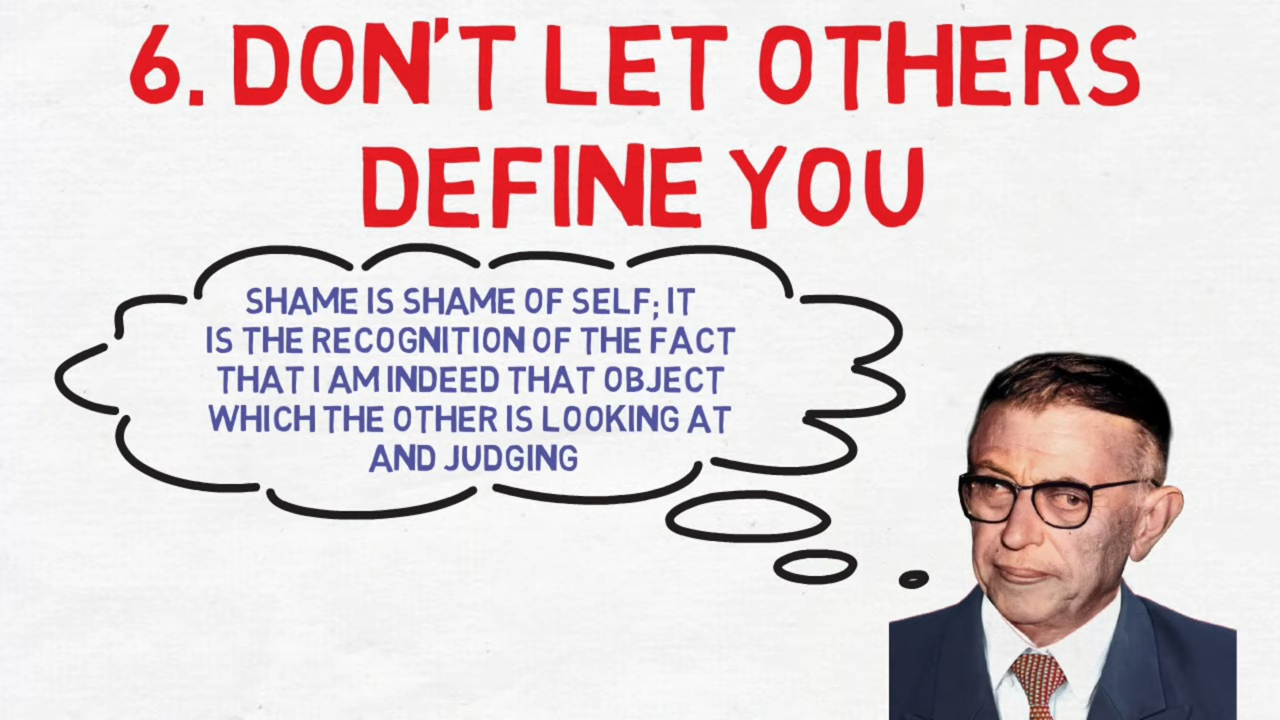 6. DON'T LET OTHERS
DEFINE YOU
SHAME IS SHAME OF SELF; IT
IS THE RECOGNITION OF THE FACT
THAT I AM INDEED THAT OBJECT
WHICH THE OTHER IS LOOKING AT
AND JUDGING